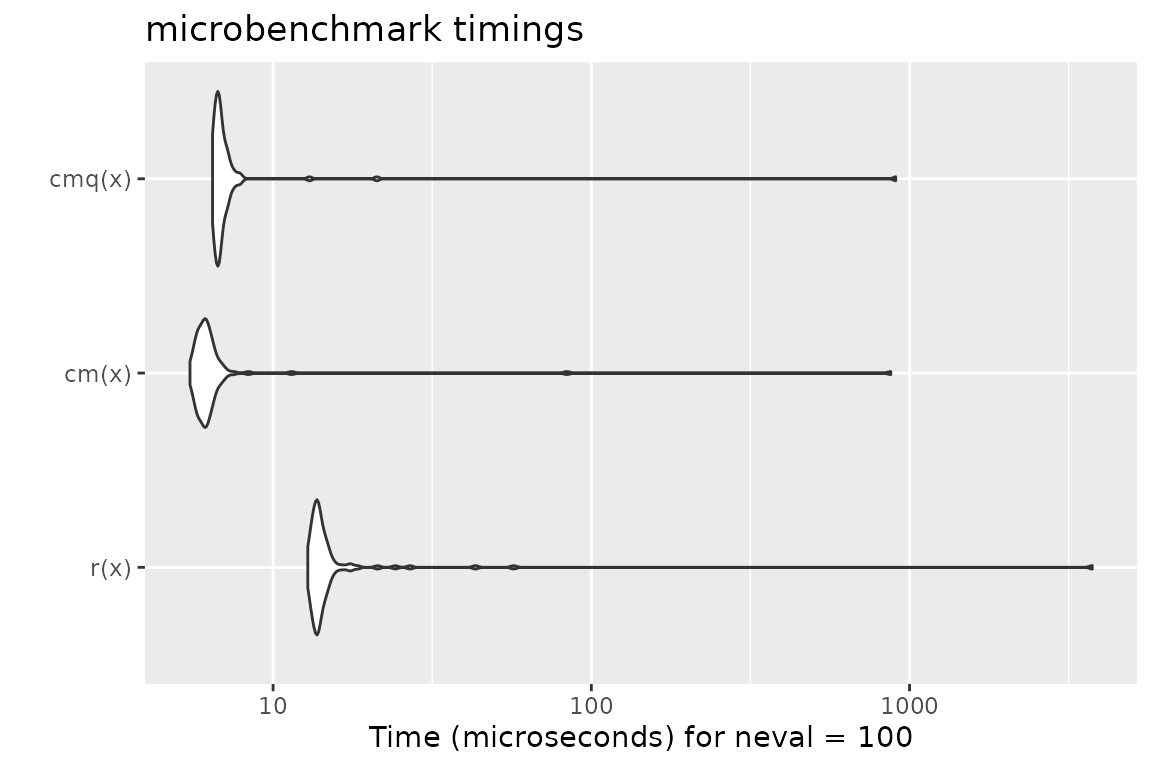 microbenchmark timings
cmq(x)
cm(x)
r(x)
10 100 1000
Time (microseconds) for neval = 100